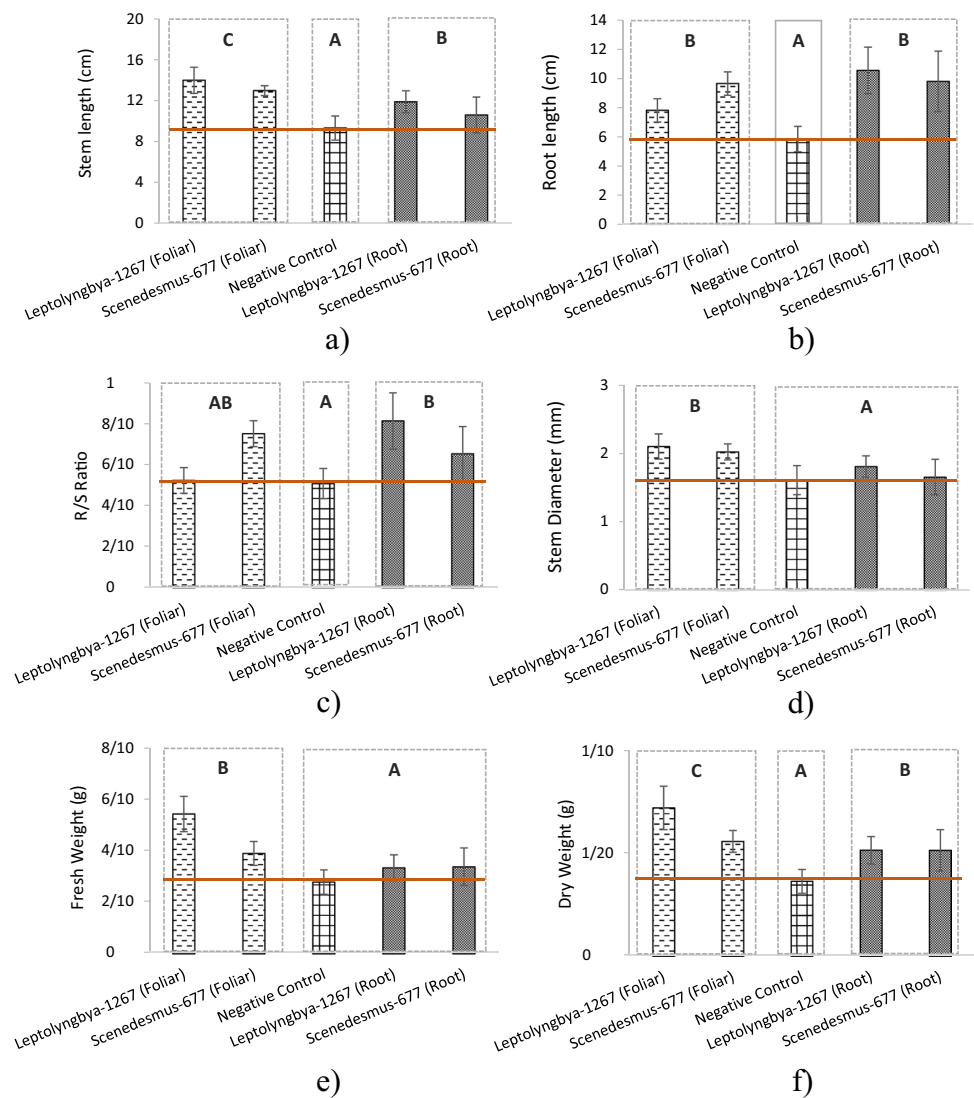 20
16
12
8
4
0
Stem length (cm)
C
A
B
Leptolyngbya-1267 (Foliar)
Scenedesmus-677 (Foliar)
Negative Control
Leptolyngbya-1267 (Root)
Scenedesmus-677 (Root)
a)
14
12
10
8
6
4
2
0
Root length (cm)
B
A
B
Leptolyngbya-1267 (Foliar)
Scenedesmus-677 (Foliar)
Negative Control
Leptolyngbya-1267 (Root)
Scenedesmus-677 (Root)
b)
1
8/10
6/10
4/10
2/10
0
R/S Ratio
AB
A
B
Leptolyngbya-1267 (Foliar)
Scenedesmus-677 (Foliar)
Negative Control
Leptolyngbya-1267 (Root)
Scenedesmus-677 (Root)
c)
3
2
1
0
Stem Diameter (mm)
B
A
Leptolyngbya-1267 (Foliar)
Scenedesmus-677 (Foliar)
Negative Control
Leptolyngbya-1267 (Root)
Scenedesmus-677 (Root)
d)
8/10
6/10
4/10
2/10
0
Fresh Weight (g)
B
A
Leptolyngbya-1267 (Foliar)
Scenedesmus-677 (Foliar)
Negative Control
Leptolyngbya-1267 (Root)
Scenedesmus-677 (Root)
e)
1/10
1/20
0
Dry Weight (g)
C
A
B
Leptolyngbya-1267 (Foliar)
Scenedesmus-677 (Foliar)
Negative Control
Leptolyngbya-1267 (Root)
Scenedesmus-677 (Root)
f)